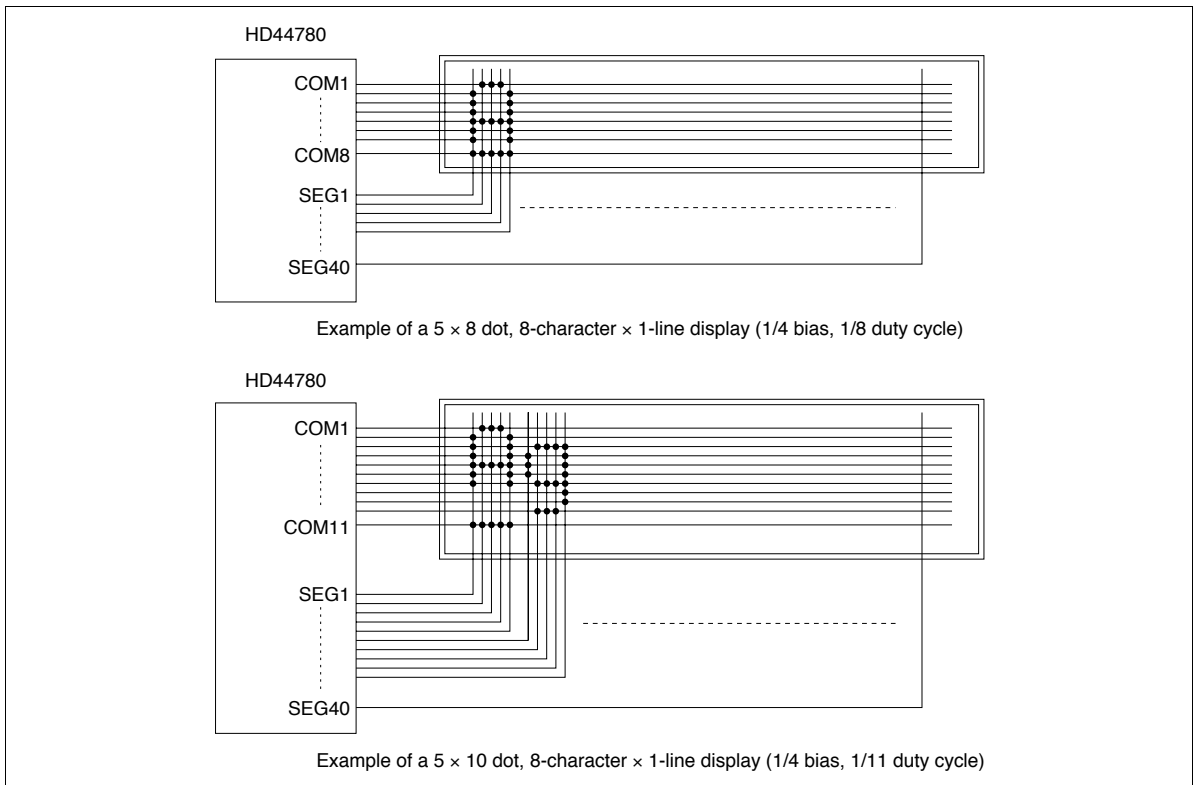 HD44780
COM1
COM8
SEG1
SEG40
Example of a 5 × 8 dot, 8-character × 1-line display (1/4 bias, 1/8 duty cycle)
HD44780
COM1
COM11
SEG1
SEG40
Example of a 5 × 10 dot, 8-character × 1-line display (1/4 bias, 1/11 duty cycle)